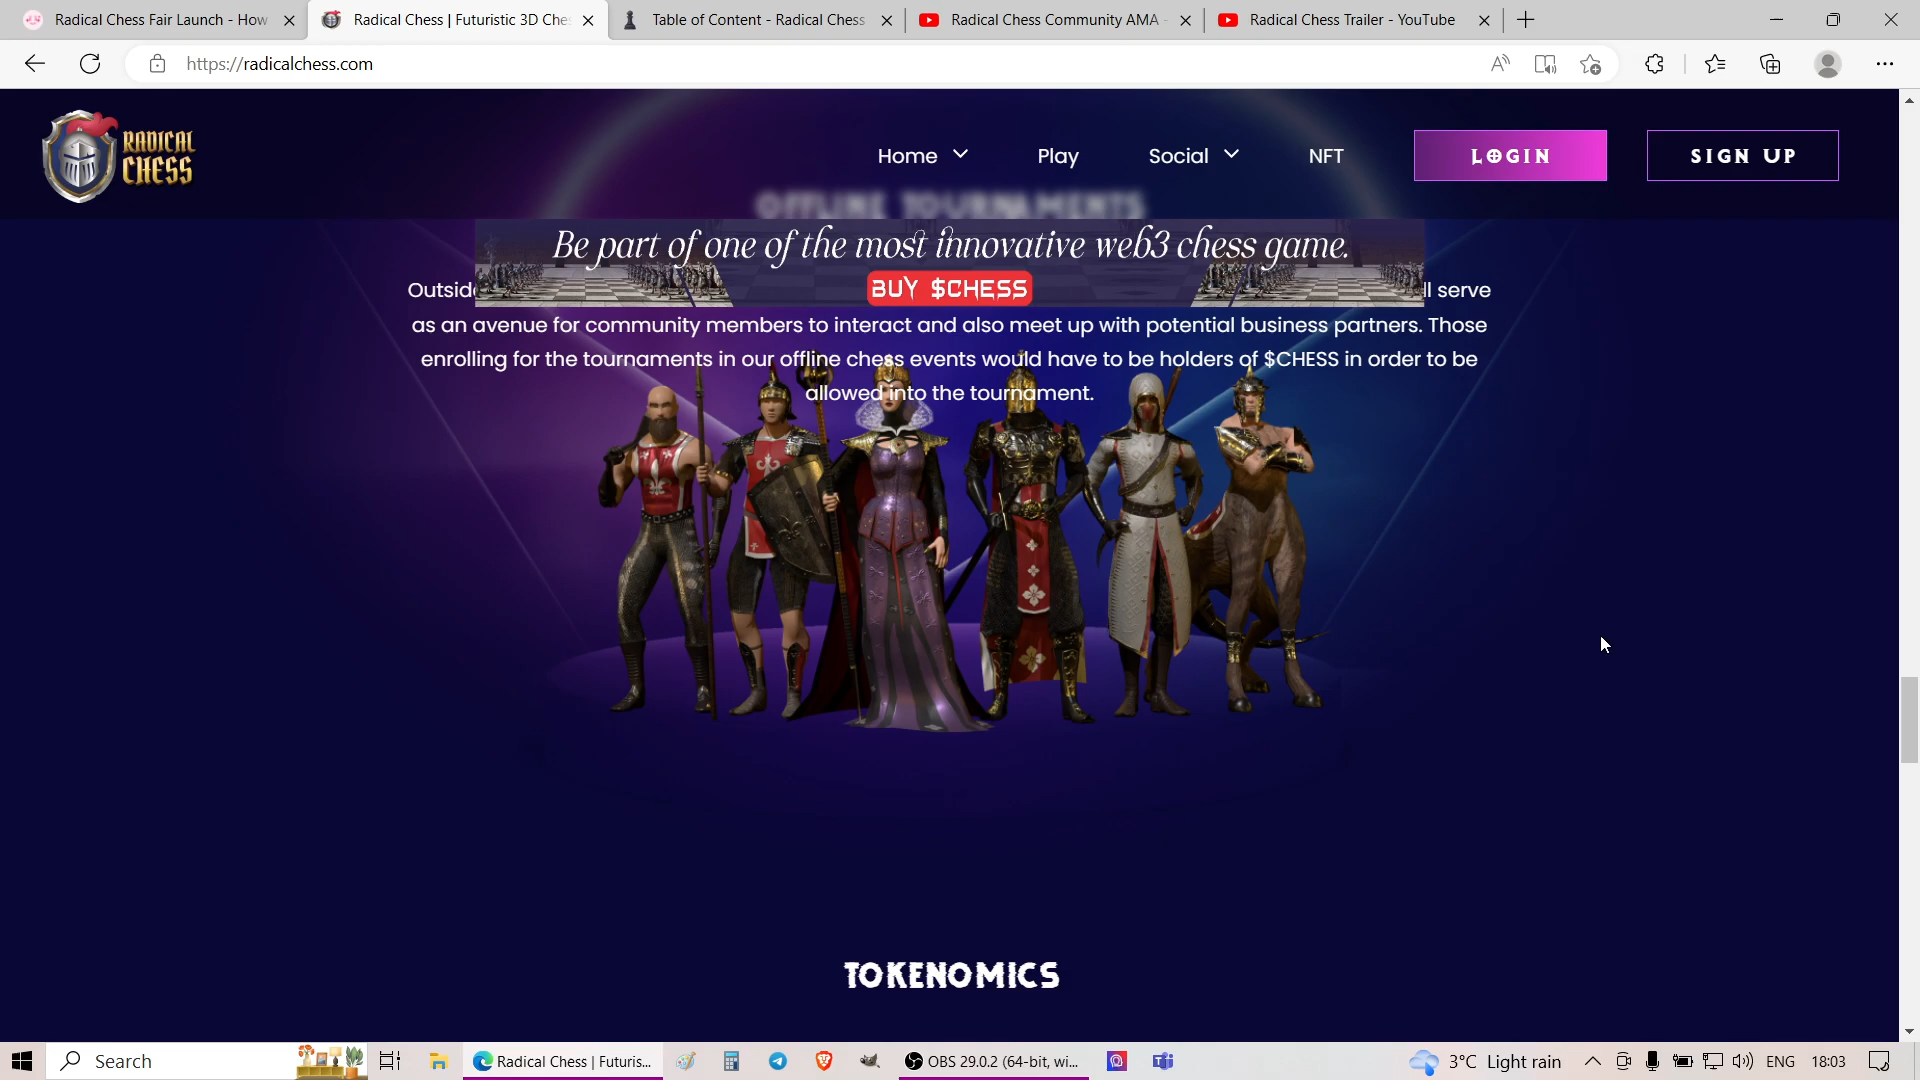 Radical Chess Fair Launch - How
Radical Chess | Futuristic 3D Che
Table of Content - Radical Chess
Radical Chess Community AMA -
Radical Chess Trailer - YouTube
https://radicalchess.com
RADICAL
CHESS
Home
Play
Social
NFT
LOGIN
SIGN UP
OFFLINE TOURNAMENTS
Be part of one of the most innovative web3 chess game.
BUY $CHESS
Outside ll serve
as an avenue for community members to interact and also meet up with potential business partners. Those
enrolling for the tournaments in our offline chess events would have to be holders of $CHESS in order to be
allowed into the tournament.
TOKENOMICS
Search
Radical Chess | Futuris...
OBS 29.0.2 (64-bit, wi...
3°C Light rain
ENG
18:03